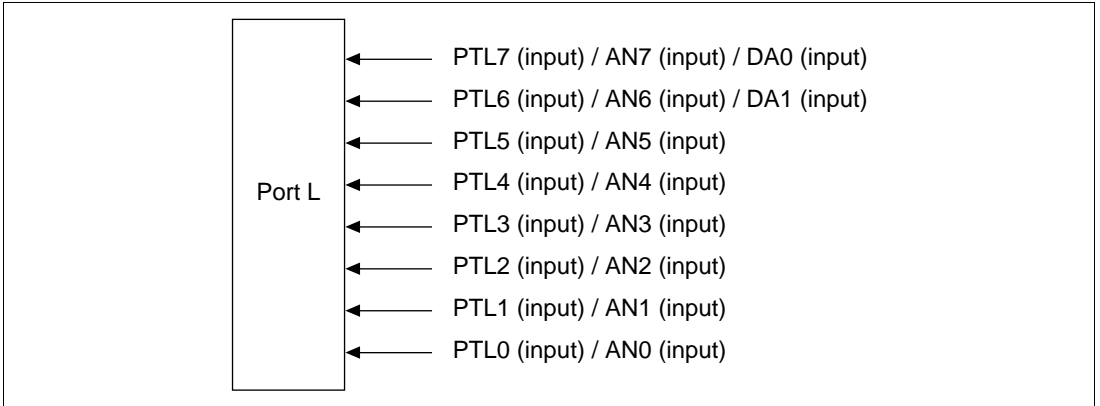 Port L
PTL7 (input) / AN7 (input) / DA0 (input)
PTL6 (input) / AN6 (input) / DA1 (input)
PTL5 (input) / AN5 (input)
PTL4 (input) / AN4 (input)
PTL3 (input) / AN3 (input)
PTL2 (input) / AN2 (input)
PTL1 (input) / AN1 (input)
PTL0 (input) / AN0 (input)